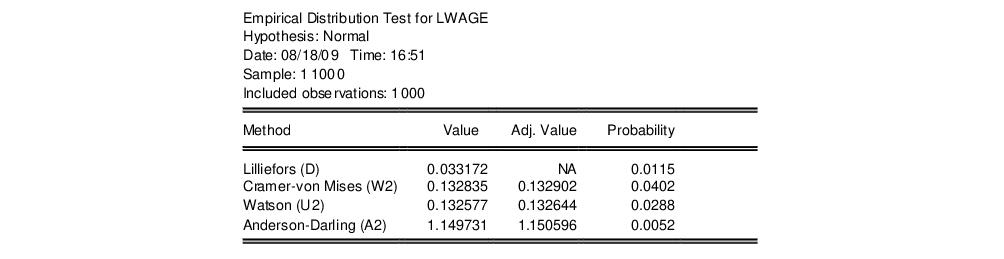 Empirical Distribution Test for LWAGE
Hypothesis: Normal
Date: 08/18/09 Time: 16:51
Sample: 1 1000
Included observations: 1000
Method Value Adj. Value Probability
Lilliefors (D) 0.033172 NA 0.0115
Cramer-von Mises (W2) 0.132835 0.132902 0.0402
Watson (U2) 0.132577 0.132644 0.0288
Anderson-Darling (A2) 1.149731 1.150596 0.0052